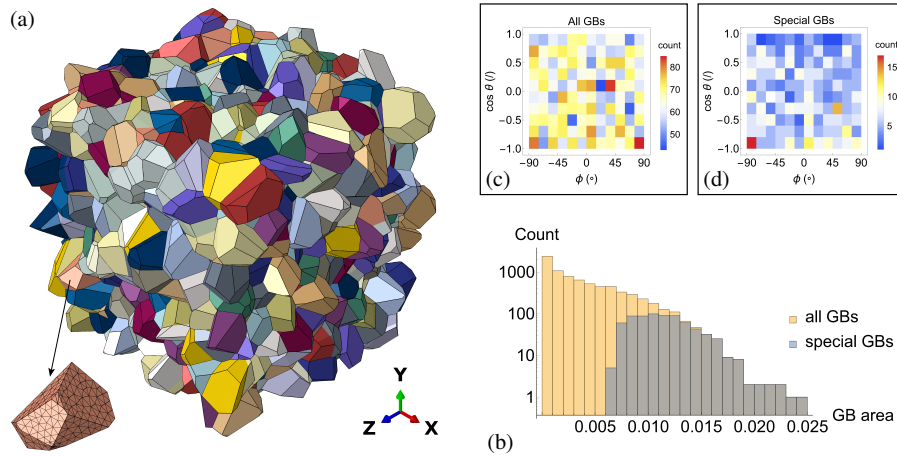 (a)
Y
Z
X
All GBs
cos θ (/)
1.0
0.5
0.0
−0.5
−1.0
−90
−45
0
45
90
ϕ (°)
count
80
70
60
50
(c)
Special GBs
cos θ (/)
1.0
0.5
0.0
−0.5
−1.0
−90
−45
0
45
90
ϕ (°)
count
15
10
5
(d)
Count
1000
100
10
1
all GBs
special GBs
0.005
0.010
0.015
0.020
0.025
GB area
(b)